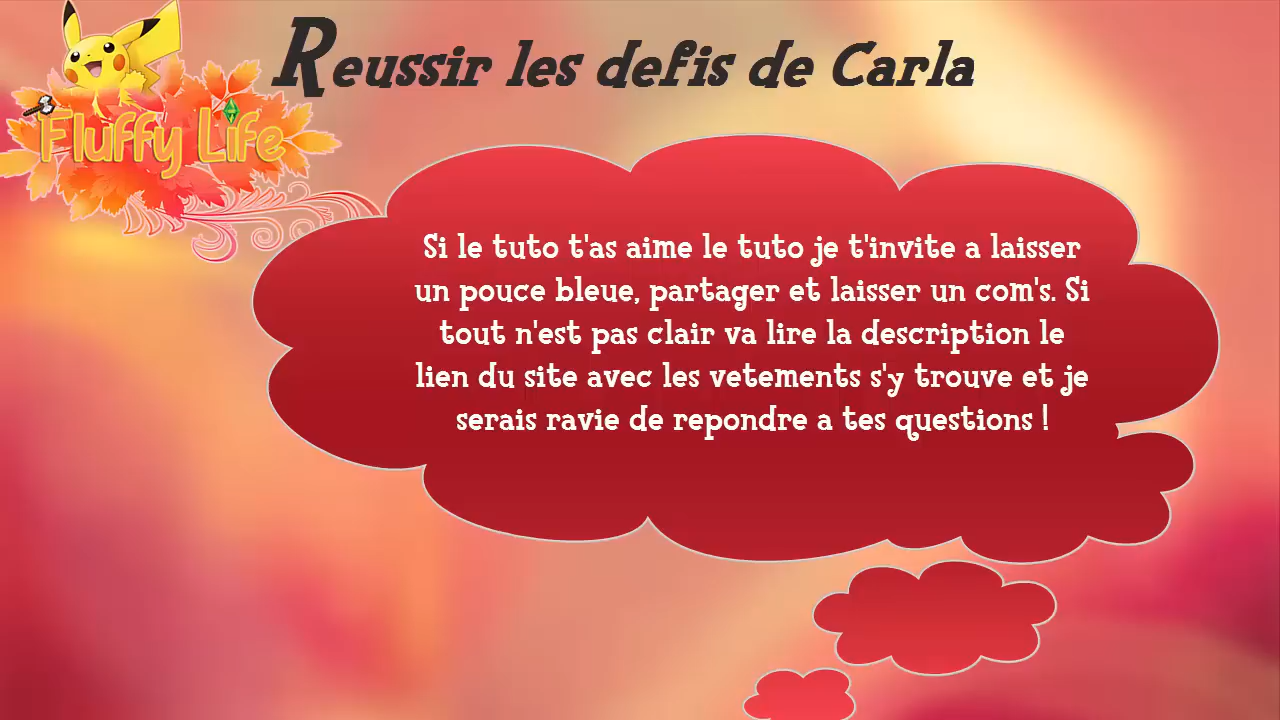 Reussir les defis de Carla
Fluffy Life
Si le tuto t'as aime le tuto je t'invite a laisser
un pouce bleue, partager et laisser un com's. Si
tout n'est pas clair va lire la description le
lien du site avec les vetements s'y trouve et je
serais ravie de repondre a tes questions !